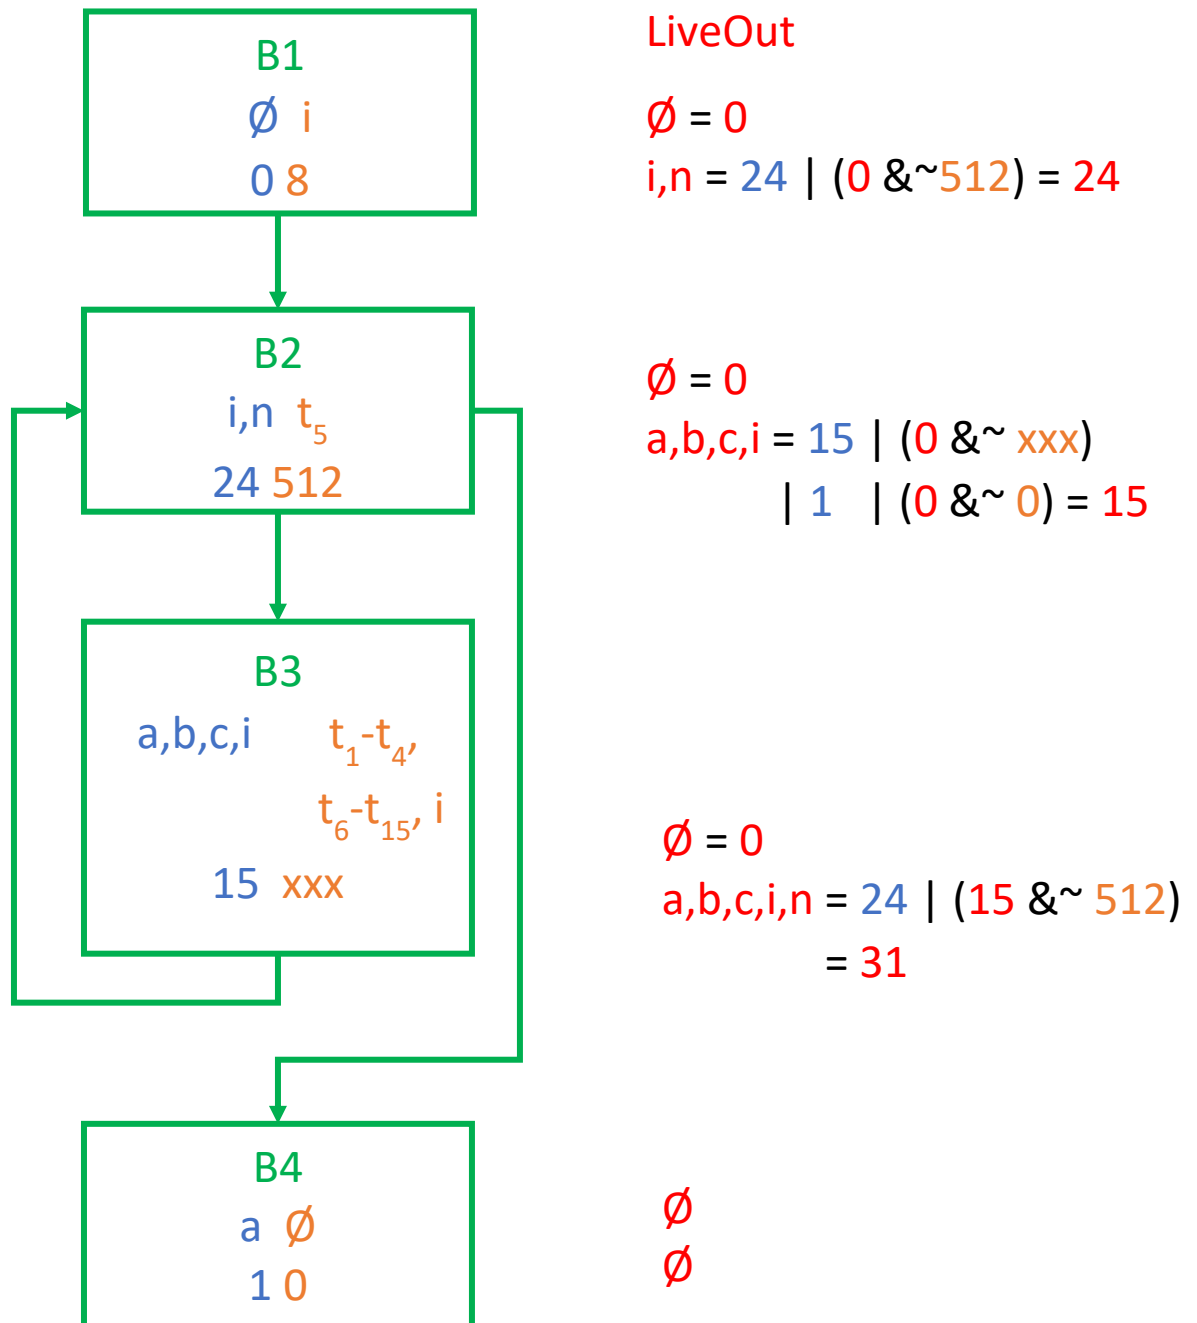 LiveOut
B1
Ø i
0 8
Ø = 0
i,n = 24 | (0 &~512) = 24
B2
i,n t₅
24 512
Ø = 0
a,b,c,i = 15 | (0 &~ xxx)
| 1 | (0 &~ 0) = 15
B3
a,b,c,i t₁-t₄,
t₆-t₁₅, i
15 xxx
Ø = 0
a,b,c,i,n = 24 | (15 &~ 512)
= 31
B4
a Ø
1 0
Ø
Ø